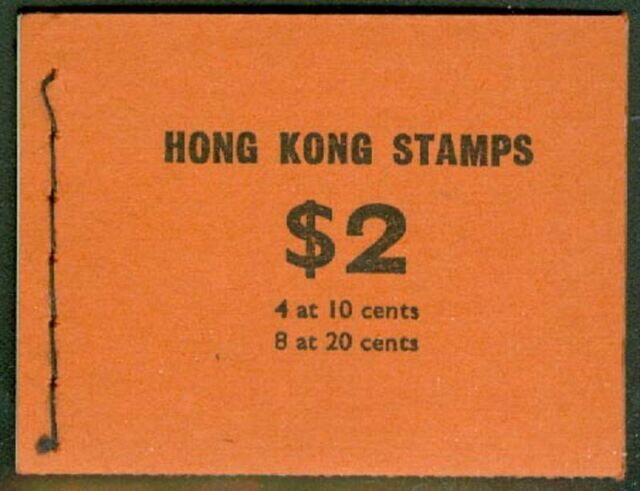 HONG KONG STAMPS
$2
4 at 10 cents
8 at 20 cents